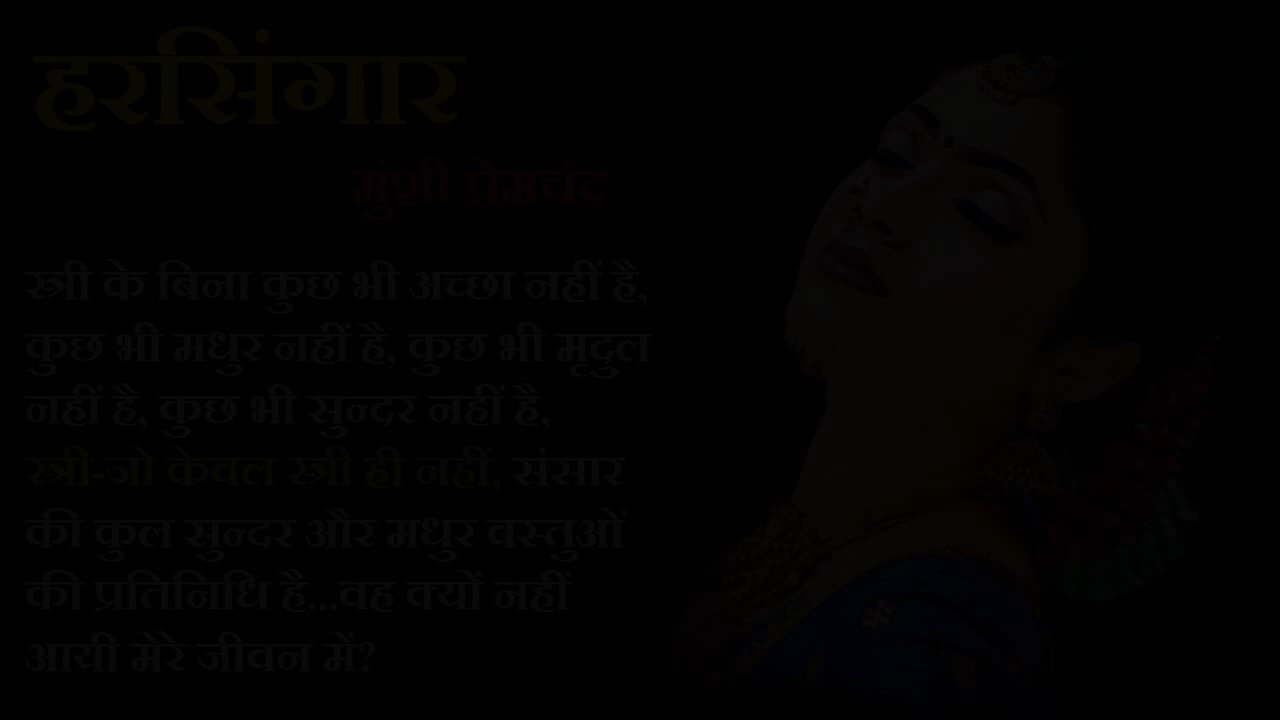 हरसिंगार
मुंशी प्रेमचंद
स्त्री के बिना कुछ भी अच्छा नहीं है,
कुछ भी मधुर नहीं है, कुछ भी मृदुल
नहीं है, कुछ भी सुन्दर नहीं है,
स्त्री-जो केवल स्त्री ही नहीं, संसार
की कुल सुन्दर और मधुर वस्तुओं
की प्रतिनिधि है...वह क्यों नहीं
आयी मेरे जीवन में?